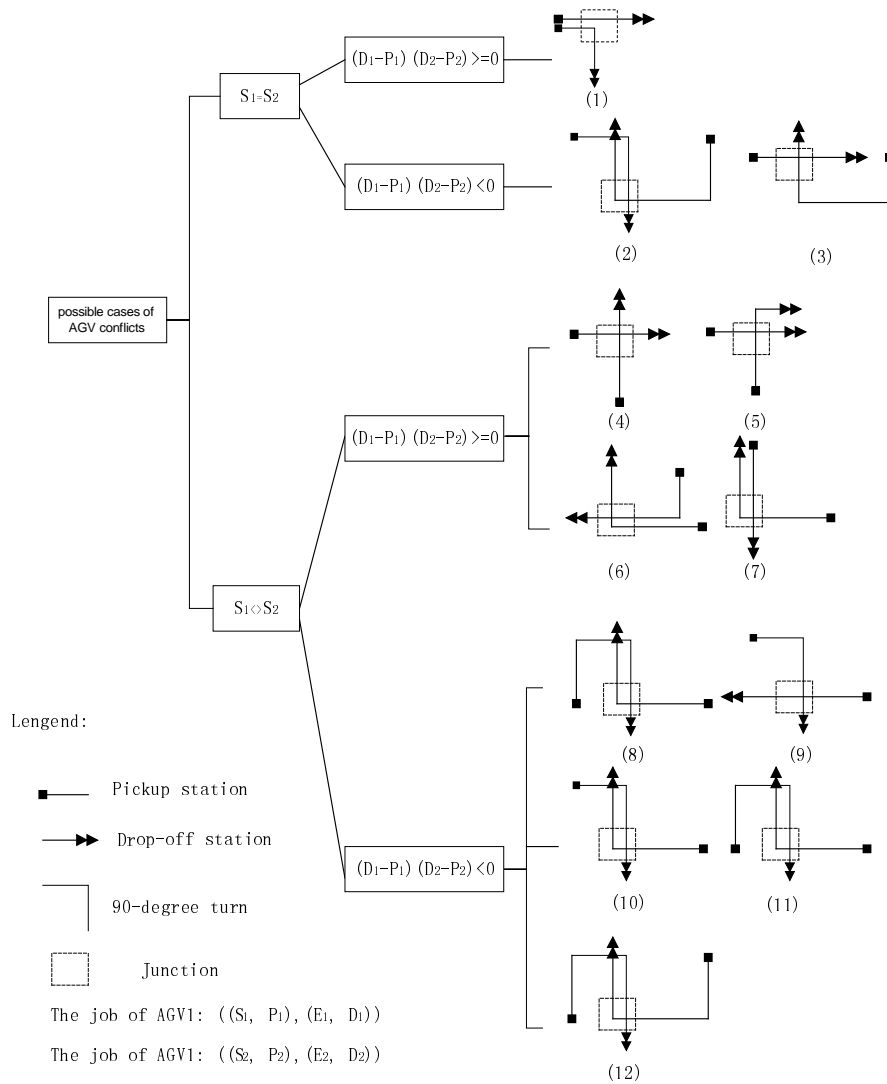 (D1-P1)(D2-P2)>=0
(1)
S1=S2
(D1-P1)(D2-P2)<0
(2)
(3)
possible cases of
AGV conflicts
(4)
(5)
(D1-P1)(D2-P2)>=0
(6)
(7)
S1<>S2
Lengend:
(8)
(9)
Pickup station
Drop-off station
(D1-P1)(D2-P2)<0
(10)
(11)
90-degree turn
Junction
The job of AGV1: ((S1, P1),(E1, D1))
The job of AGV1: ((S2, P2),(E2, D2))
(12)